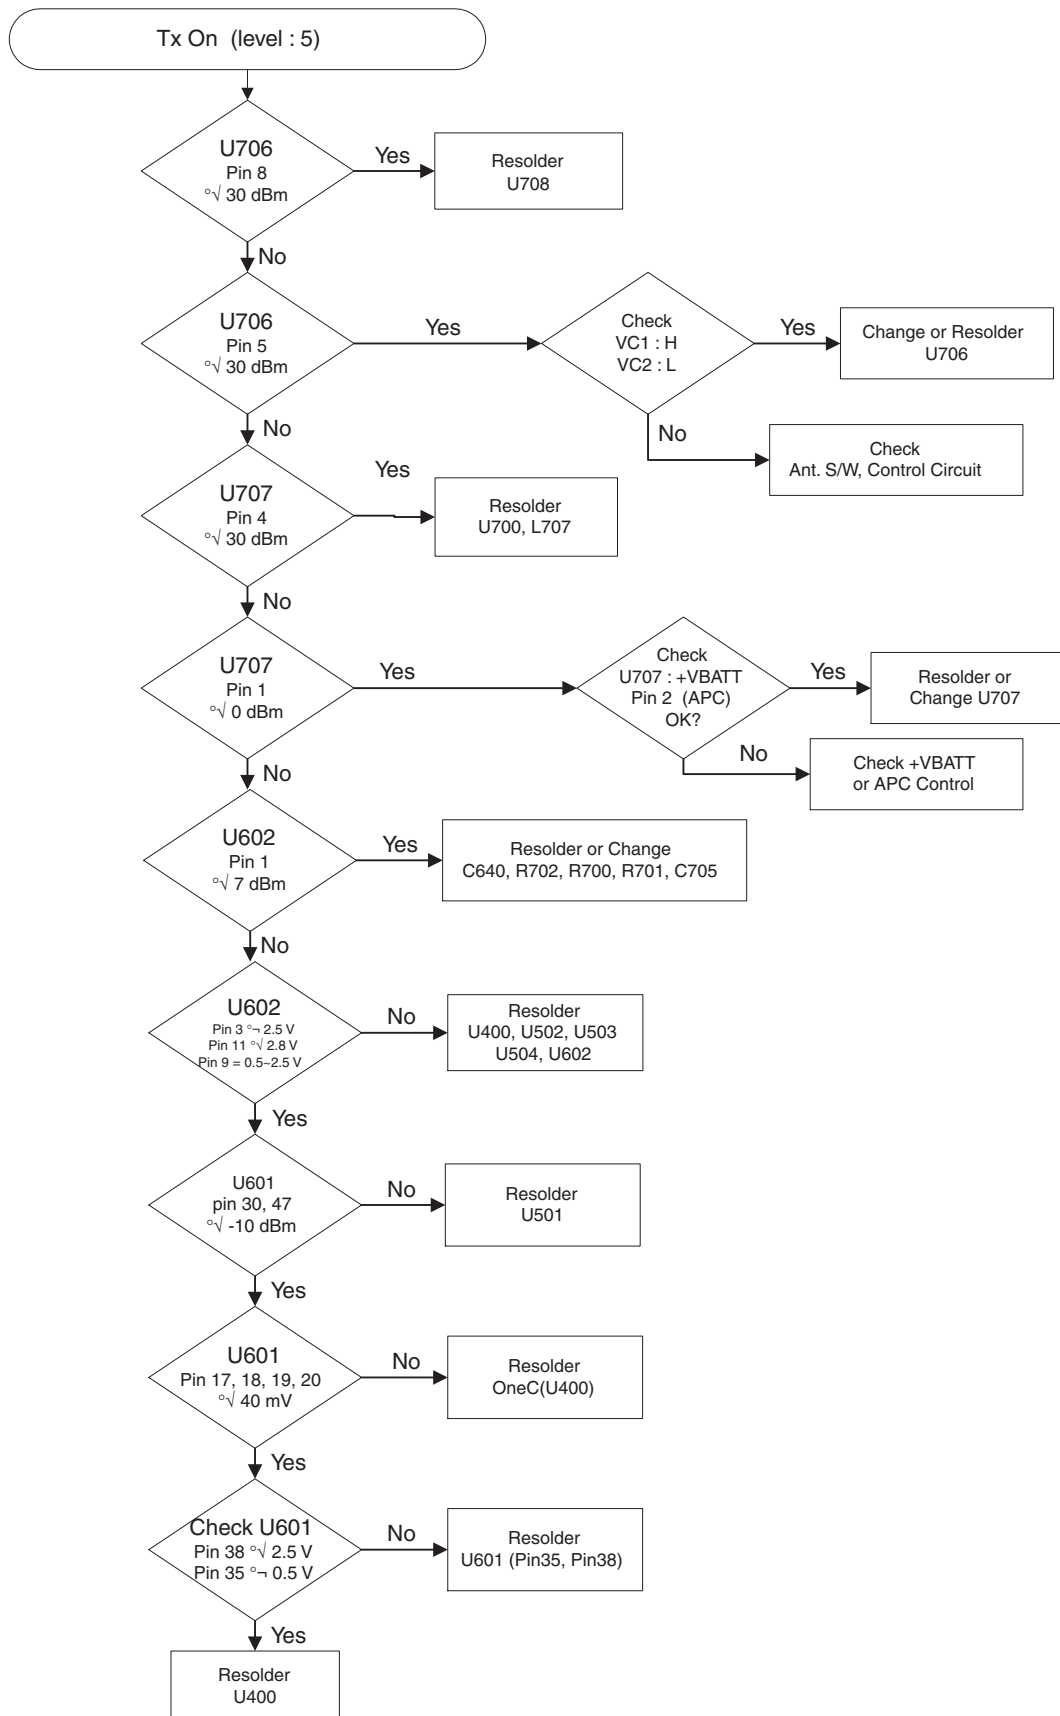 Tx On (level : 5)
U706
Pin 8
°√ 30 dBm
Yes
Resolder
U708
No
U706
Pin 5
°√ 30 dBm
Yes
Check
VC1 : H
VC2 : L
Yes
Change or Resolder
U706
No
Check
Ant. S/W, Control Circuit
No
U707
Pin 4
°√ 30 dBm
Yes
Resolder
U700, L707
No
U707
Pin 1
°√ 0 dBm
Yes
Check
U707 : +VBATT
Pin 2 (APC)
OK?
Yes
Resolder or
Change U707
No
Check +VBATT
or APC Control
No
U602
Pin 1
°√ 7 dBm
Yes
Resolder or Change
C640, R702, R700, R701, C705
No
U602
Pin 3 °¬ 2.5 V
Pin 11 °√ 2.8 V
Pin 9 = 0.5~2.5 V
No
Resolder
U400, U502, U503
U504, U602
Yes
U601
pin 30, 47
°√ -10 dBm
No
Resolder
U501
Yes
U601
Pin 17, 18, 19, 20
°√ 40 mV
No
Resolder
OneC(U400)
Yes
Check U601
Pin 38 °√ 2.5 V
Pin 35 °¬ 0.5 V
No
Resolder
U601 (Pin35, Pin38)
Yes
Resolder
U400